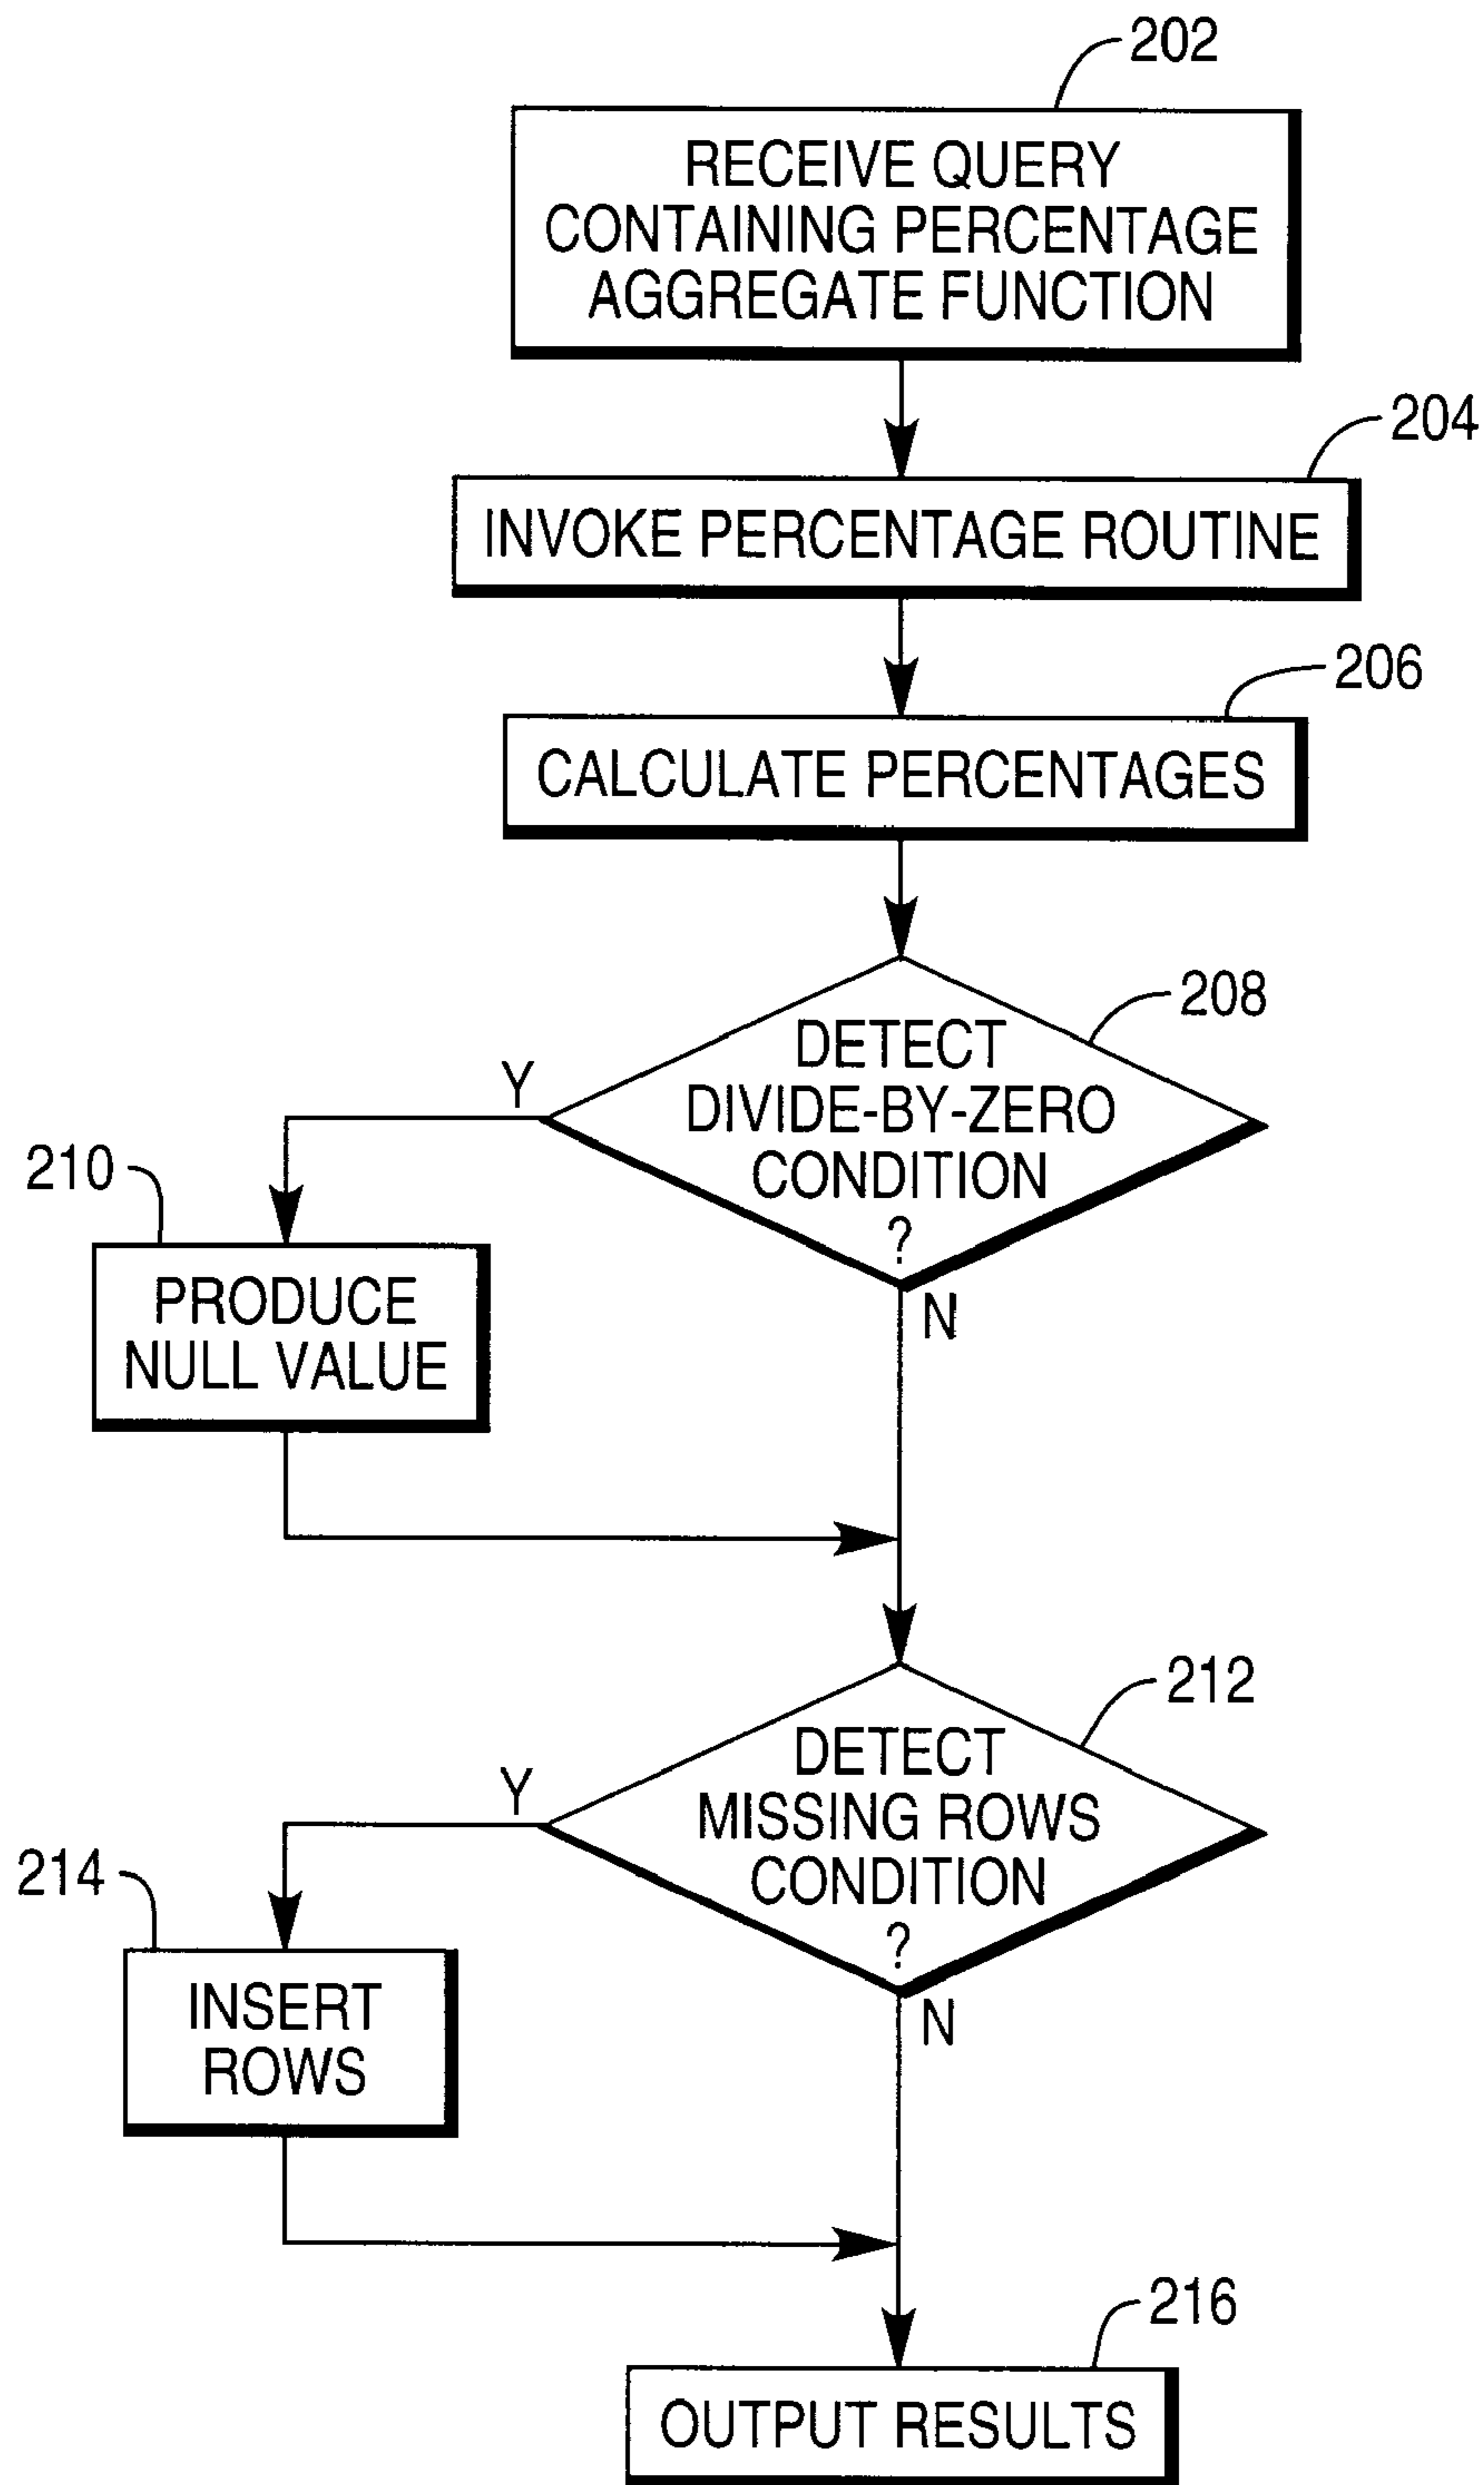 202
RECEIVE QUERY
CONTAINING PERCENTAGE
AGGREGATE FUNCTION
204
INVOKE PERCENTAGE ROUTINE
206
CALCULATE PERCENTAGES
208
DETECT
DIVIDE-BY-ZERO
CONDITION
?
Y
N
210
PRODUCE
NULL VALUE
212
DETECT
MISSING ROWS
CONDITION
?
Y
N
214
INSERT
ROWS
216
OUTPUT RESULTS